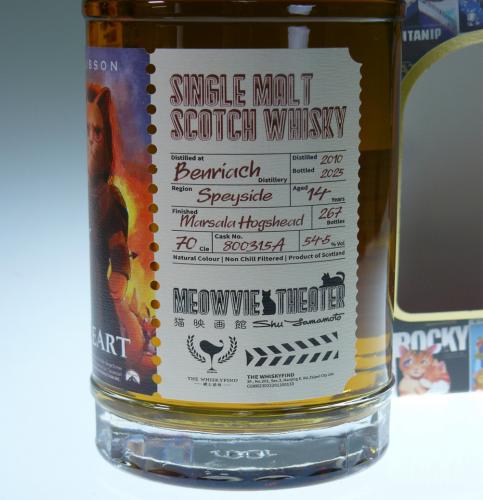 BSON
SINGLE MALT
SCOTCH WHISKY
Distilled at
Benriach Distillery
Distilled 2010
Bottled 2025
Region
Speyside
Aged 14 Years
Finished
Marsala Hogshead
267 Bottles
70 Cle
Cask No.
800315A
54.5 % Vol
Natural Colour | Non Chill Filtered | Product of Scotland
MEOWVIE THEATER
猫映画館 Shu Yamamoto
THE WHISKYFIND
THE WHISKYFIND
EART
TANIP
ROCKY